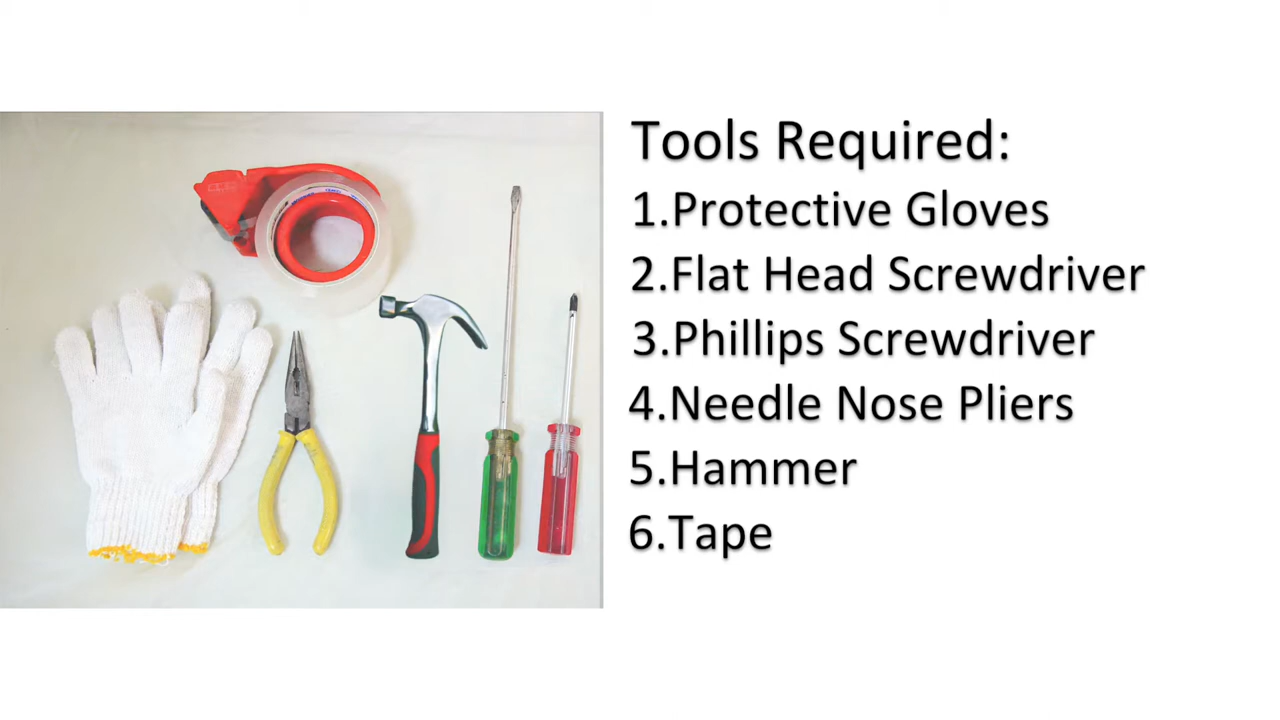 Tools Required:
1.Protective Gloves
2.Flat Head Screwdriver
3.Phillips Screwdriver
4.Needle Nose Pliers
5.Hammer
6.Tape